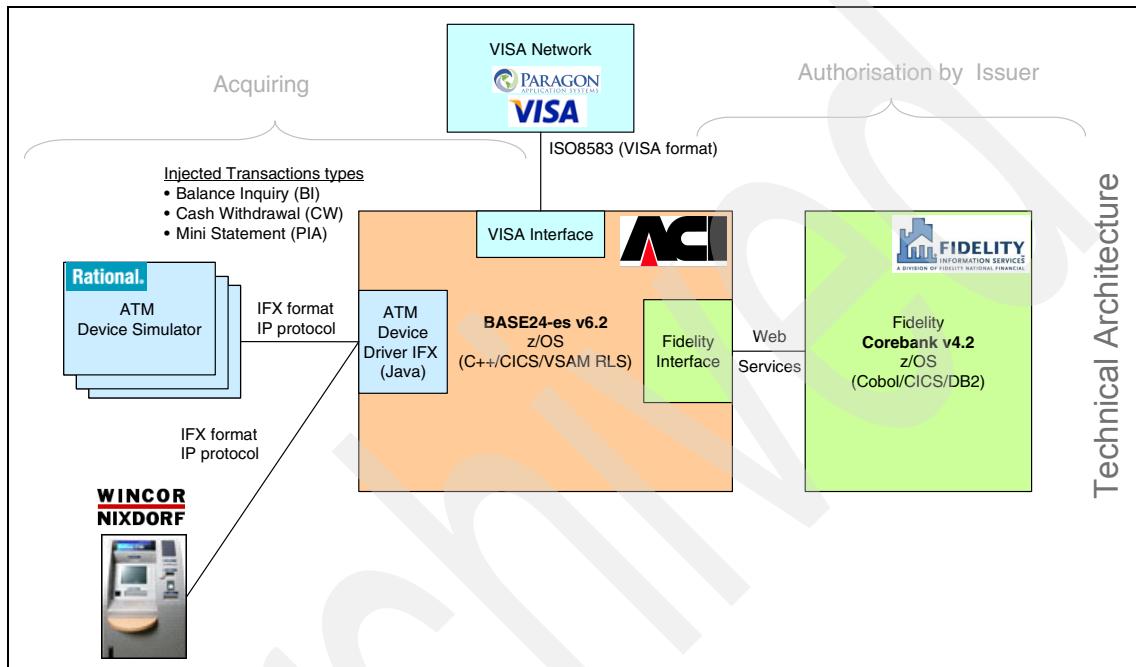 VISA Network
PARAGON
APPLICATION SYSTEMS
VISA
Acquiring
Authorisation by Issuer
ISO8583 (VISA format)
Injected Transactions types
• Balance Inquiry (BI)
• Cash Withdrawal (CW)
• Mini Statement (PIA)
VISA Interface
ACI
FIDELITY
INFORMATION SERVICES
A DIVISION OF FIDELITY NATIONAL FINANCIAL
Rational.
ATM
Device Simulator
IFX format
IP protocol
ATM
Device
Driver IFX
(Java)
BASE24-es v6.2
z/OS
(C++/CICS/VSAM RLS)
Fidelity
Interface
Web
Services
Fidelity
Corebank v4.2
z/OS
(Cobol/CICS/DB2)
IFX format
IP protocol
WINCOR
NIXDORF
Technical Architecture
Archived